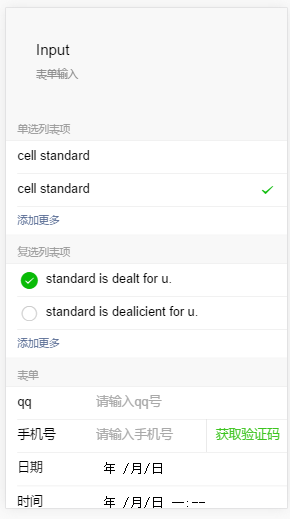 Input
表单输入
单选列表项
cell standard
cell standard
添加更多
复选列表项
standard is dealt for u.
standard is dealicient for u.
添加更多
表单
qq 请输入qq号
手机号 请输入手机号 获取验证码
日期 年 /月/日
时间 年 /月/日 --:--